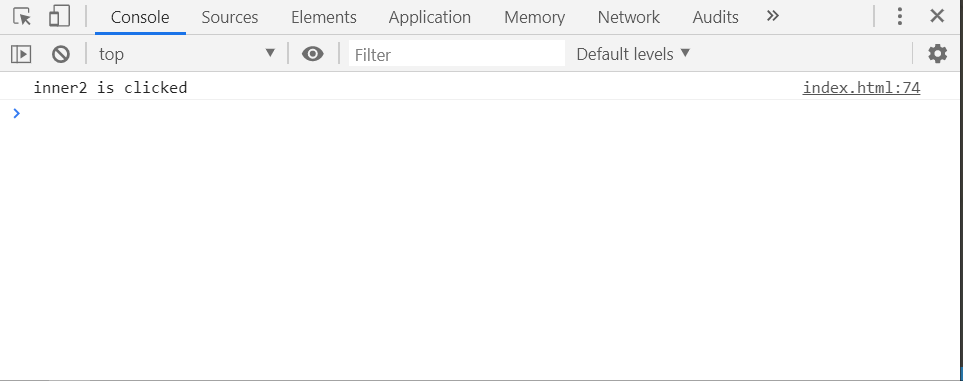 Console Sources Elements Application Memory Network Audits
top Filter Default levels
inner2 is clicked index.html:74